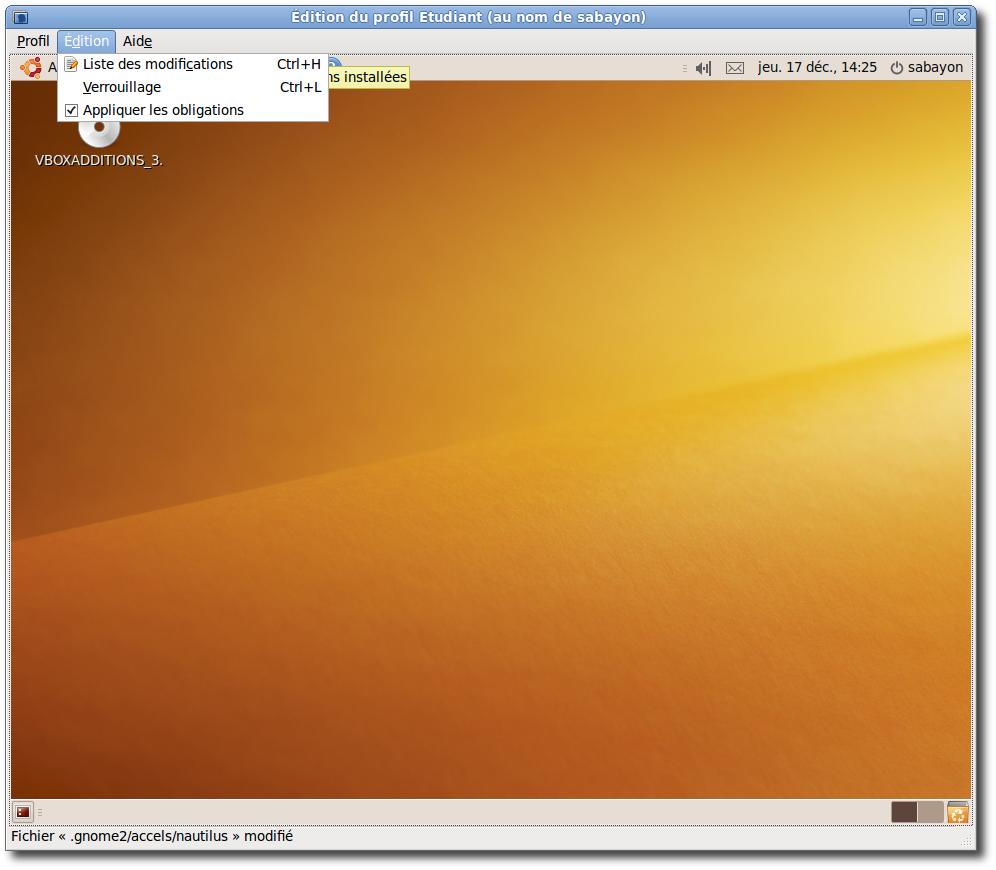 Édition du profil Etudiant (au nom de sabayon)
Profil Édition Aide
Liste des modifications Ctrl+H
Verrouillage Ctrl+L
Appliquer les obligations
A
ns installées
jeu. 17 déc., 14:25 sabayon
VBOXADDITIONS_3.
Fichier « .gnome2/accels/nautilus » modifié